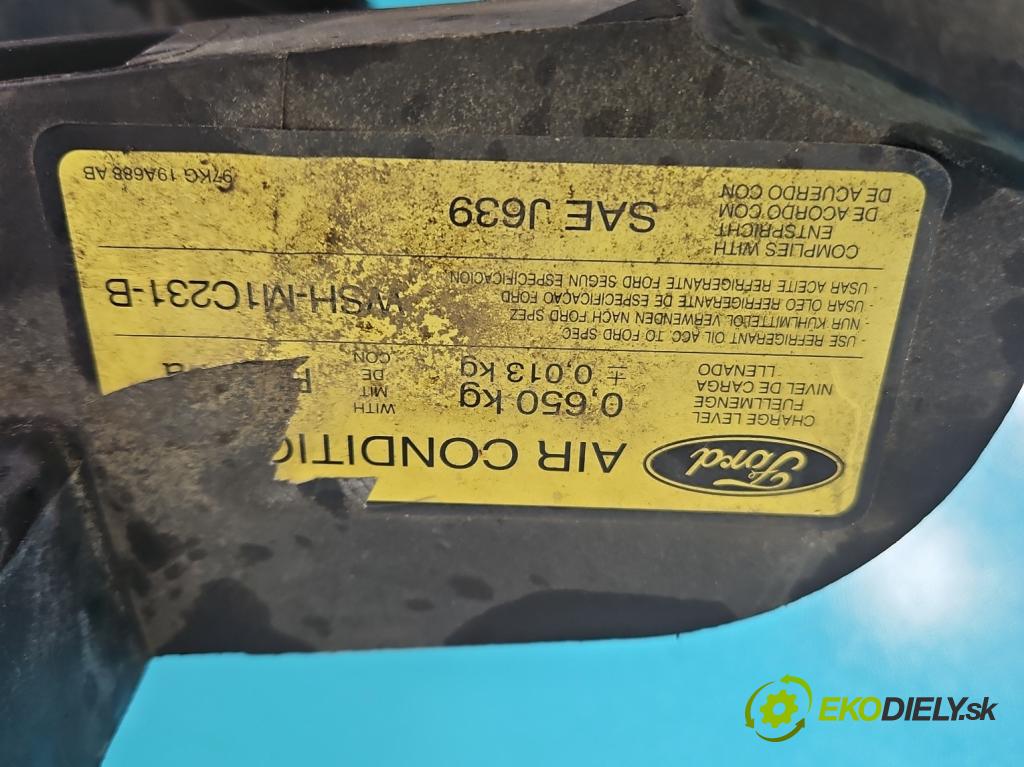 Ford
AIR CONDITIO
CHARGE LEVEL
FUELLMENGE
NIVEL DE CARGA
LLENADO
0,650 kg
± 0,013 kg
WITH
MIT
DE
CON
- USE REFRIGERANT OIL ACC. TO FORD SPEC
- NUR KÜHLMITTELÖL VERWENDEN NACH FORD SPEZ
- USAR ÓLEO REFRIGERANTE DE ESPECIFICAÇAO FORD
- USAR ACEITE REFRIGERANTE FORD SEGÚN ESPECIFICACION
WSH-M1C231-B
COMPLIES WITH
ENTSPRICHT
DE ACORDO COM
DE ACUERDO CON
SAE J639
97KG 19A688 AB
EKODIELY.sk